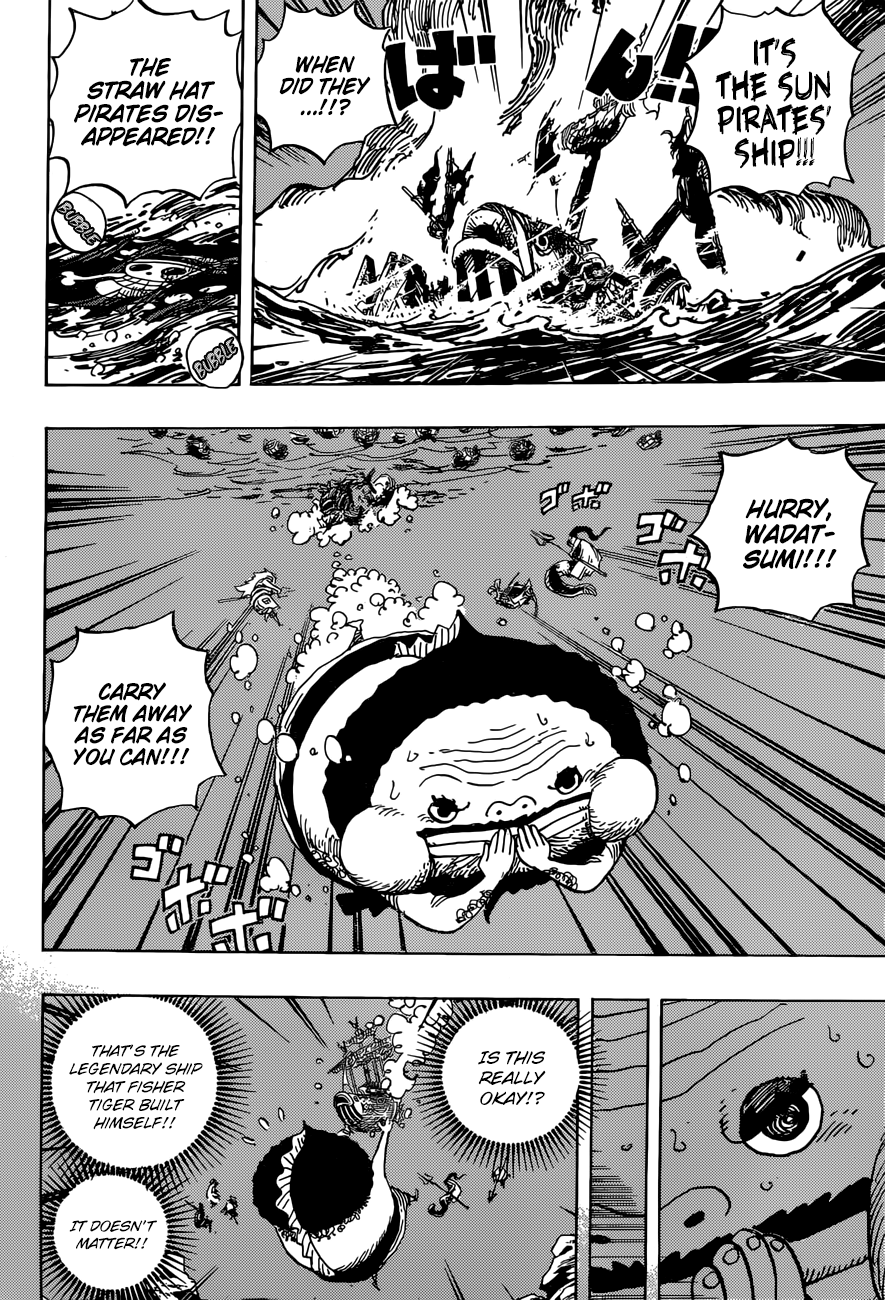 IT'S
THE SUN
PIRATES'
SHIP!!!
ばん!!
WHEN
DID THEY
...!!?
THE
STRAW HAT
PIRATES DIS-
APPEARED!!
BUBBLE
BUBBLE
HURRY,
WADAT-
SUMI!!!
ゴボ
ゴボ
CARRY
THEM AWAY
AS FAR AS
YOU CAN!!!
ゴボボ
IS THIS
REALLY
OKAY!?
THAT'S THE
LEGENDARY SHIP
THAT FISHER
TIGER BUILT
HIMSELF!!
IT DOESN'T
MATTER!!